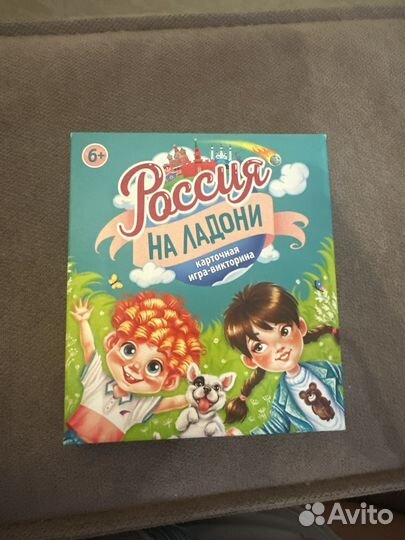 6+
Россия
НА ЛАДОНИ
карточная
игра-викторина
Avito